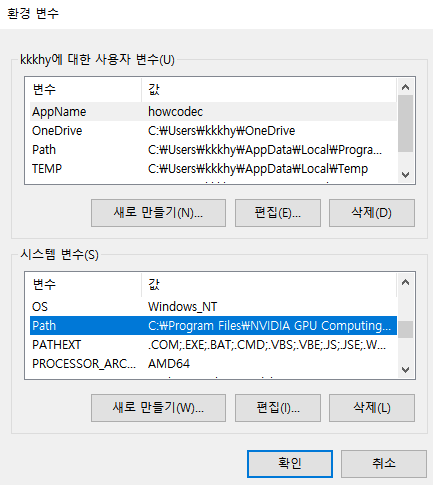 환경 변수
kkkhy에 대한 사용자 변수(U)
변수 값
AppName howcodec
OneDrive C:₩Users₩kkkhy₩OneDrive
Path C:₩Users₩kkkhy₩AppData₩Local₩Progra...
TEMP C:₩Users₩kkkhy₩AppData₩Local₩Temp
새로 만들기(N)... 편집(E)... 삭제(D)
시스템 변수(S)
변수 값
OS Windows_NT
Path C:₩Program Files₩NVIDIA GPU Computing...
PATHEXT .COM;.EXE;.BAT;.CMD;.VBS;.VBE;.JS;.JSE;.W...
PROCESSOR_ARC... AMD64
새로 만들기(W)... 편집(I)... 삭제(L)
확인 취소